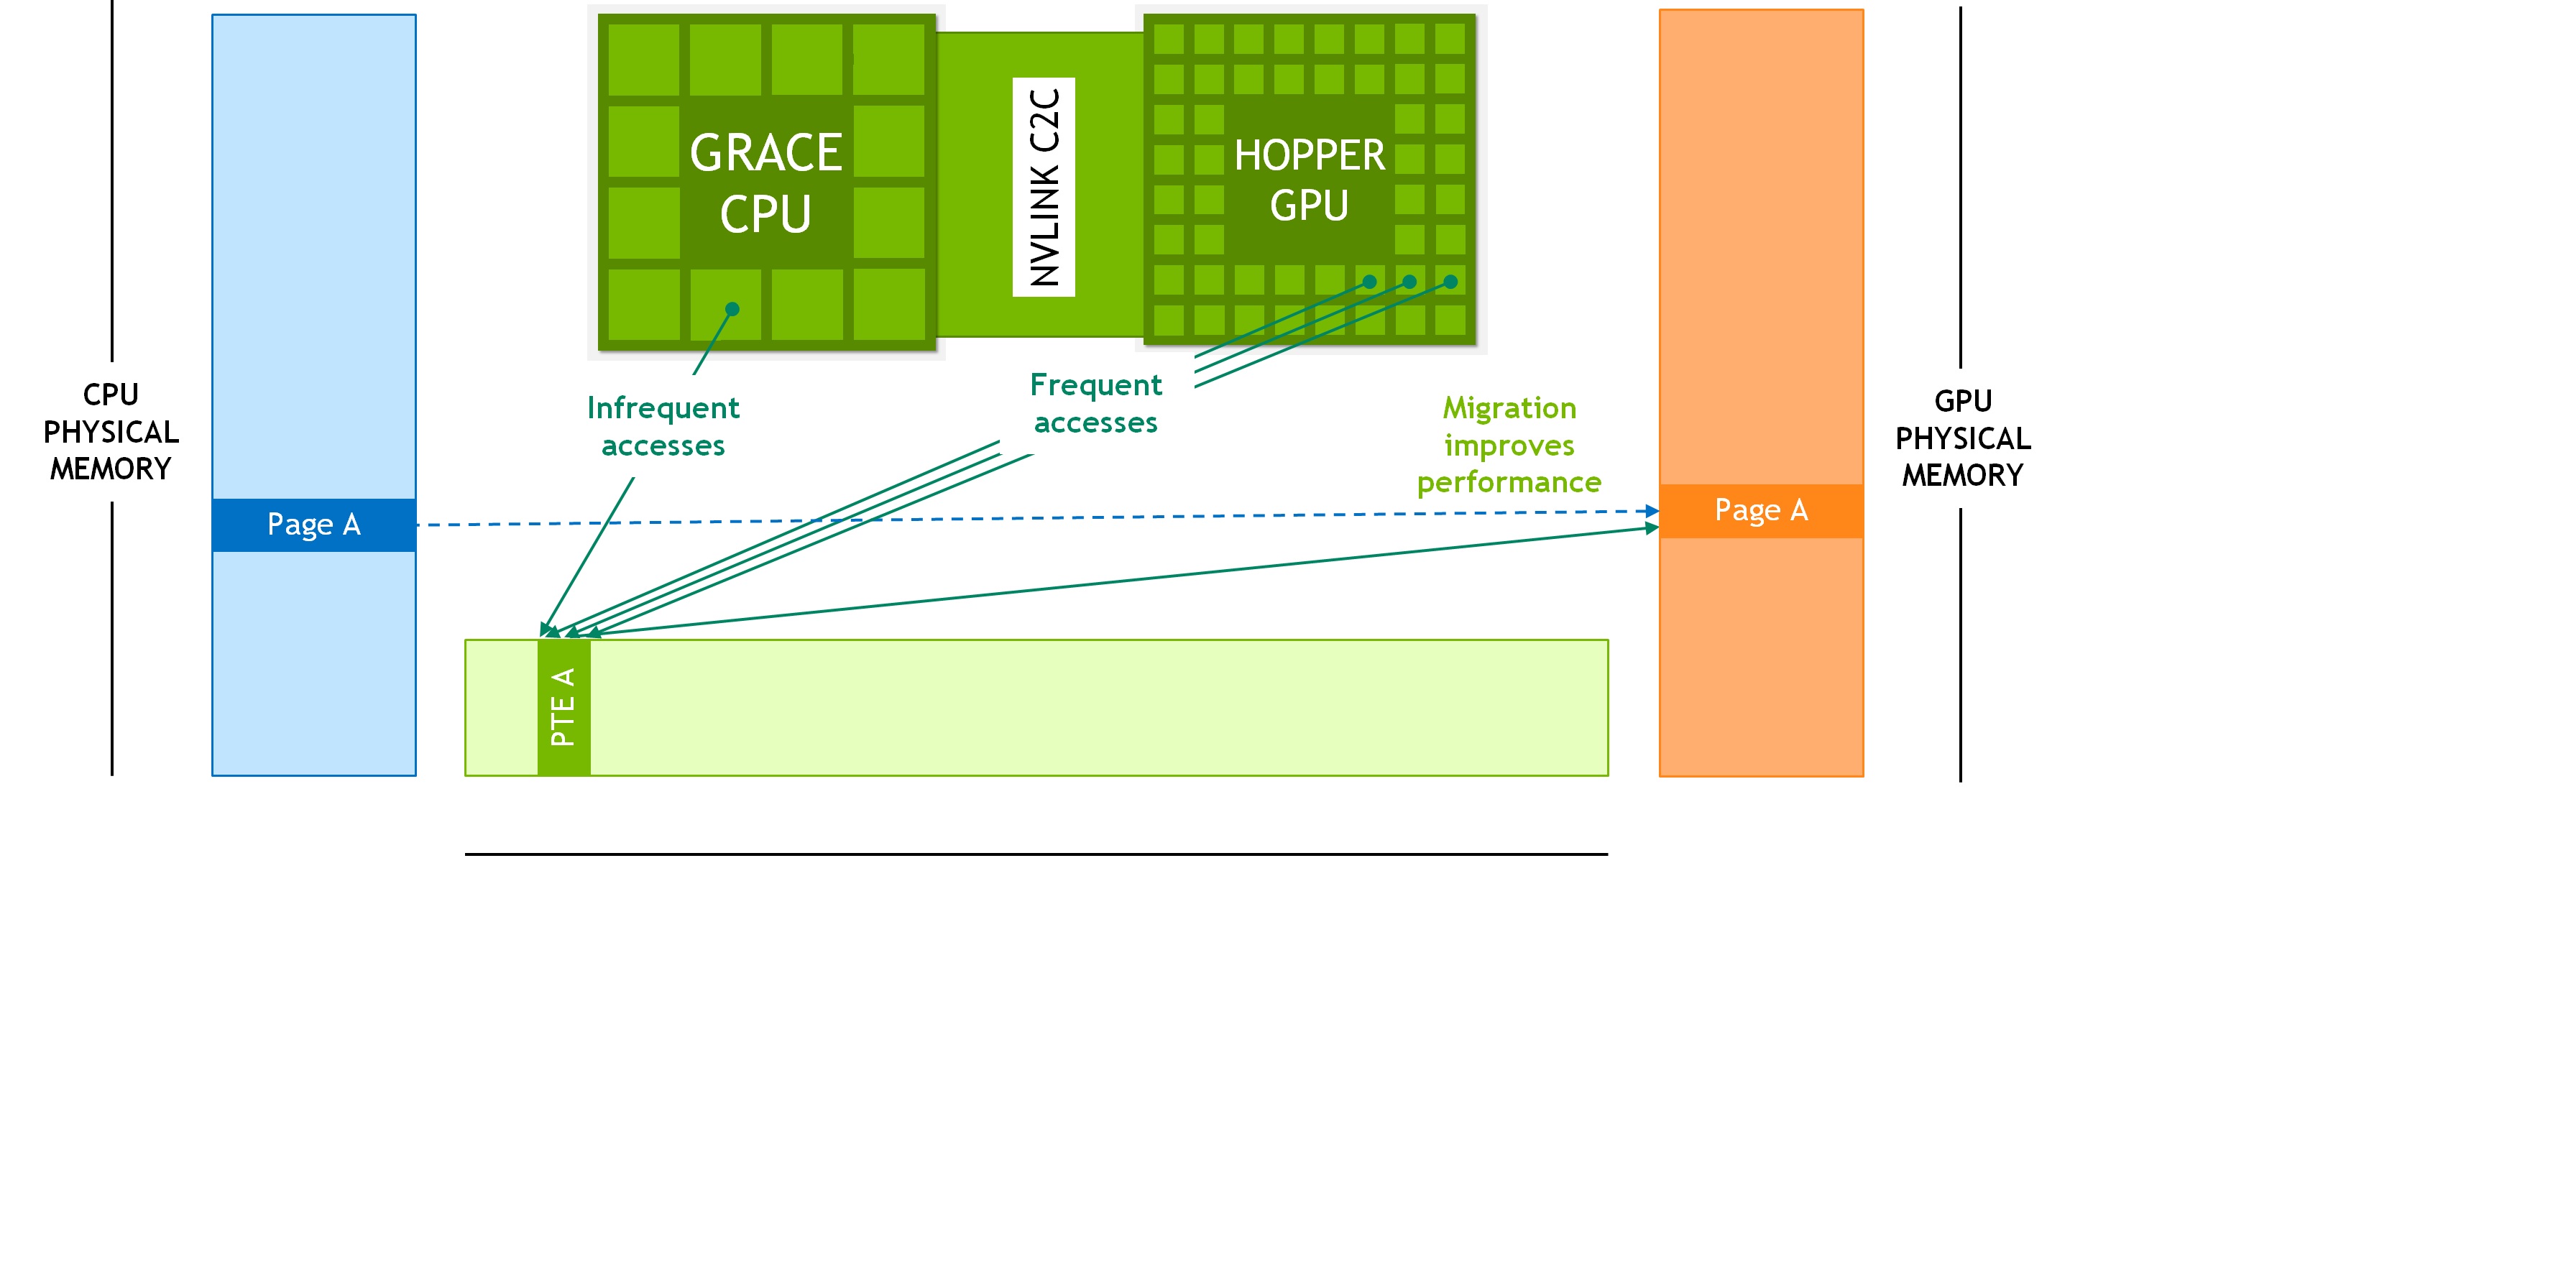 GRACE
CPU
NVLINK C2C
HOPPER
GPU
CPU
PHYSICAL
MEMORY
Infrequent
accesses
Frequent
accesses
Migration
improves
performance
GPU
PHYSICAL
MEMORY
Page A
Page A
PTE A